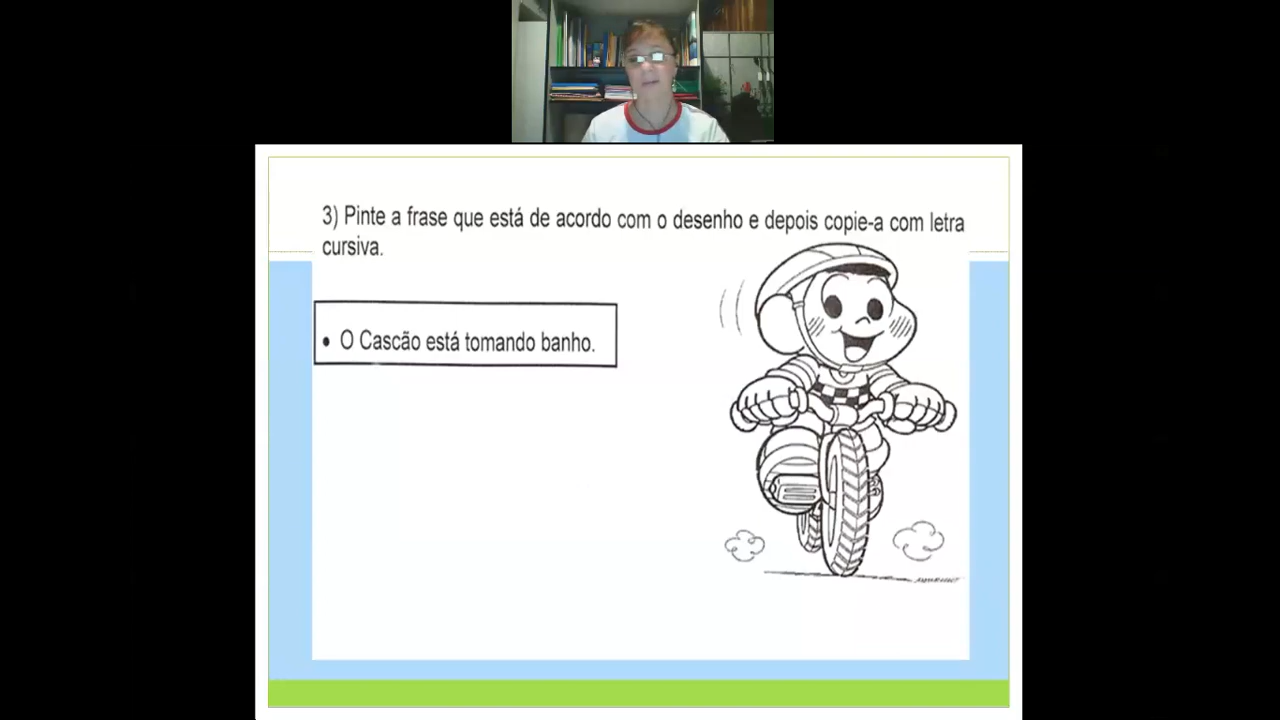 3) Pinte a frase que está de acordo com o desenho e depois copie-a com letra
cursiva.
• O Cascão está tomando banho.